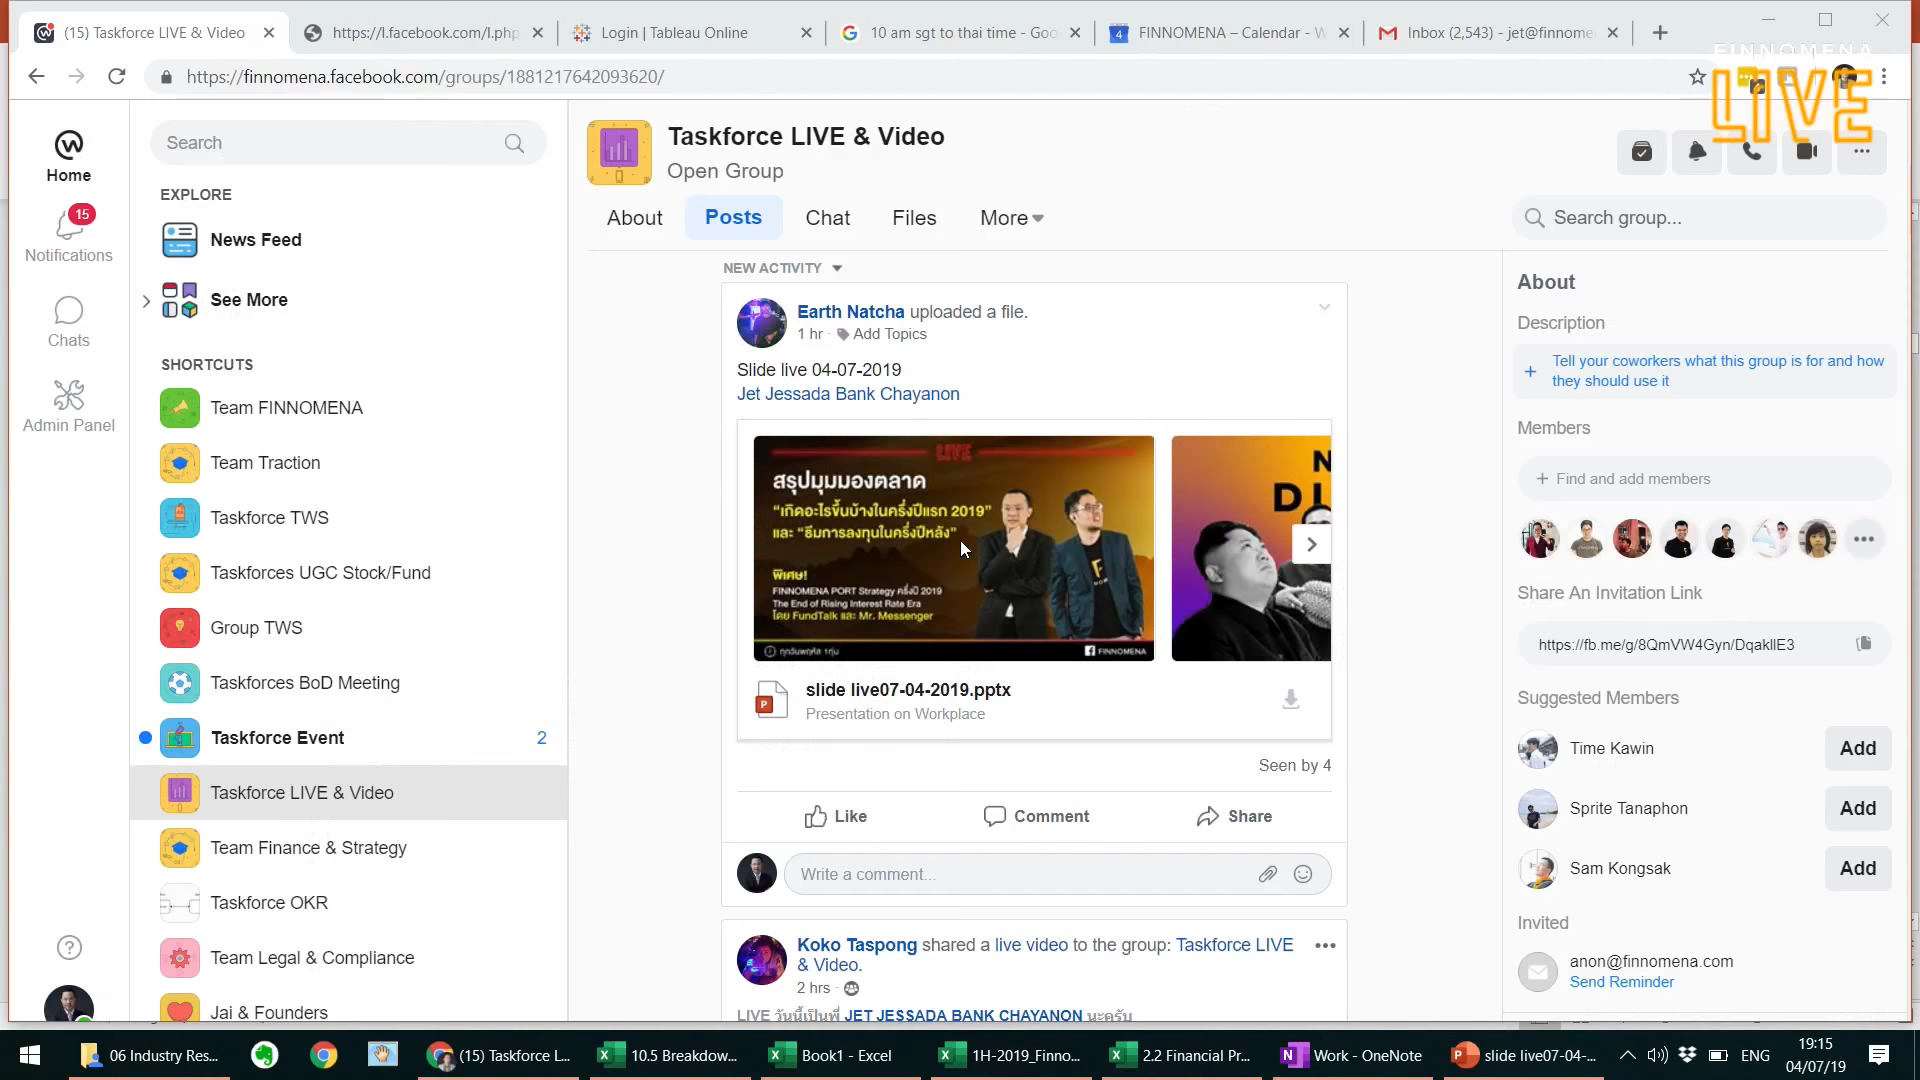 (15) Taskforce LIVE & Video
https://l.facebook.com/l.php
Login | Tableau Online
10 am sgt to thai time - Goo
FINNOMENA – Calendar - W
Inbox (2,543) - jet@finnome
https://finnomena.facebook.com/groups/1881217642093620/
FINNOMENA
LIVE
Home
15
Notifications
Chats
Admin Panel
Search
EXPLORE
News Feed
See More
SHORTCUTS
Team FINNOMENA
Team Traction
Taskforce TWS
Taskforces UGC Stock/Fund
Group TWS
Taskforces BoD Meeting
Taskforce Event
2
Taskforce LIVE & Video
Team Finance & Strategy
Taskforce OKR
Team Legal & Compliance
Jai & Founders
Taskforce LIVE & Video
Open Group
About
Posts
Chat
Files
More
Search group...
NEW ACTIVITY
Earth Natcha uploaded a file.
1 hr · Add Topics
Slide live 04-07-2019
Jet Jessada Bank Chayanon
LIVE
สรุปมุมมองตลาด
“เกิดอะไรขึ้นบ้างในครึ่งปีแรก 2019”
และ “ธีมการลงทุนในครึ่งปีหลัง”
พิเศษ!
FINNOMENA PORT Strategy ครึ่งปี 2019
The End of Rising Interest Rate Era
โดย FundTalk และ Mr. Messenger
ทุกวันพฤหัส 1ทุ่ม
FINNOMENA
slide live07-04-2019.pptx
Presentation on Workplace
Seen by 4
Like
Comment
Share
Write a comment...
Koko Taspong shared a live video to the group: Taskforce LIVE
& Video.
2 hrs ·
LIVE วันนี้เป็นพี่ JET JESSADA BANK CHAYANON นะครับ
About
Description
Tell your coworkers what this group is for and how
they should use it
Members
Find and add members
Share An Invitation Link
https://fb.me/g/8QmVW4Gyn/DqakllE3
Suggested Members
Time Kawin
Add
Sprite Tanaphon
Add
Sam Kongsak
Add
Invited
anon@finnomena.com
Send Reminder
06 Industry Res...
(15) Taskforce L...
10.5 Breakdow...
Book1 - Excel
1H-2019_Finno...
2.2 Financial Pr...
Work - OneNote
slide live07-04-...
ENG
19:15
04/07/19